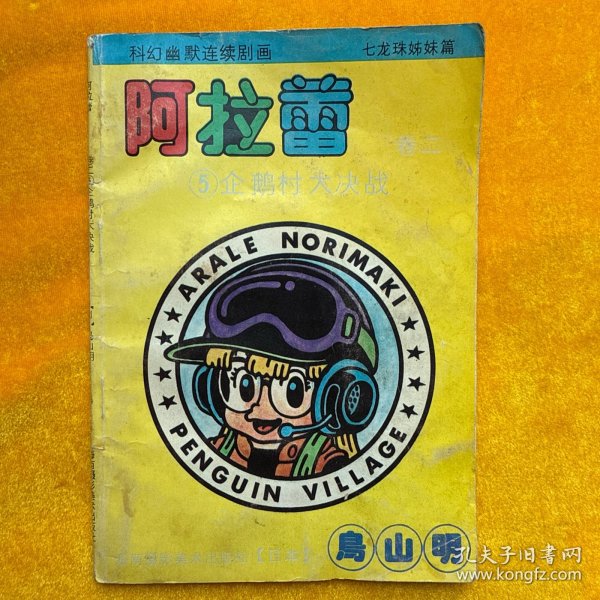 科幻幽默连续剧画 七龙珠姊妹篇
阿拉蕾
卷二
⑤企鹅村大决战
ARALE NORIMAKI
PENGUIN VILLAGE
【日本】
鳥山明
孔夫子旧书网
www.kongfz.com